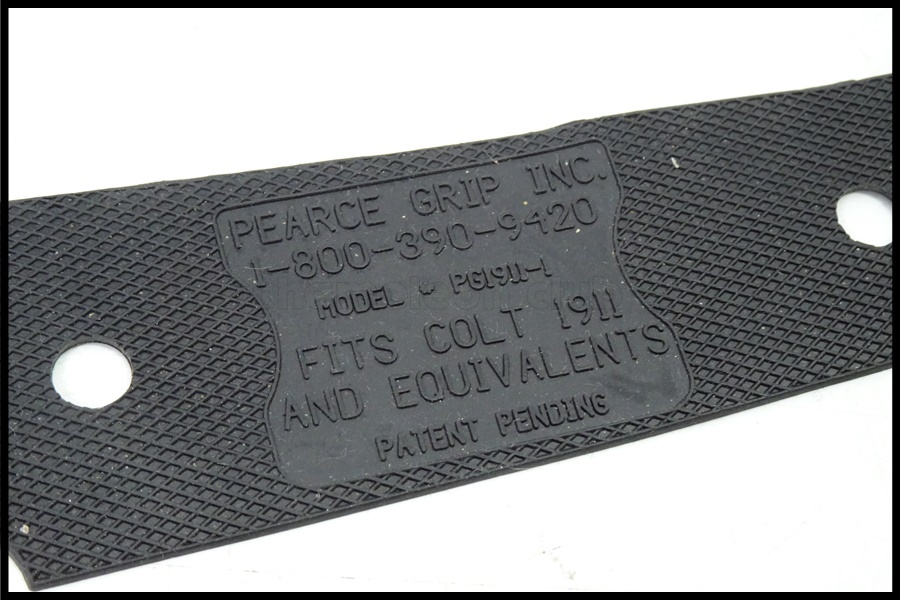 PEARCE GRIP INC.
1-800-390-9420
MODEL # PG1911-1
FITS COLT 1911
AND EQUIVALENTS
PATENT PENDING